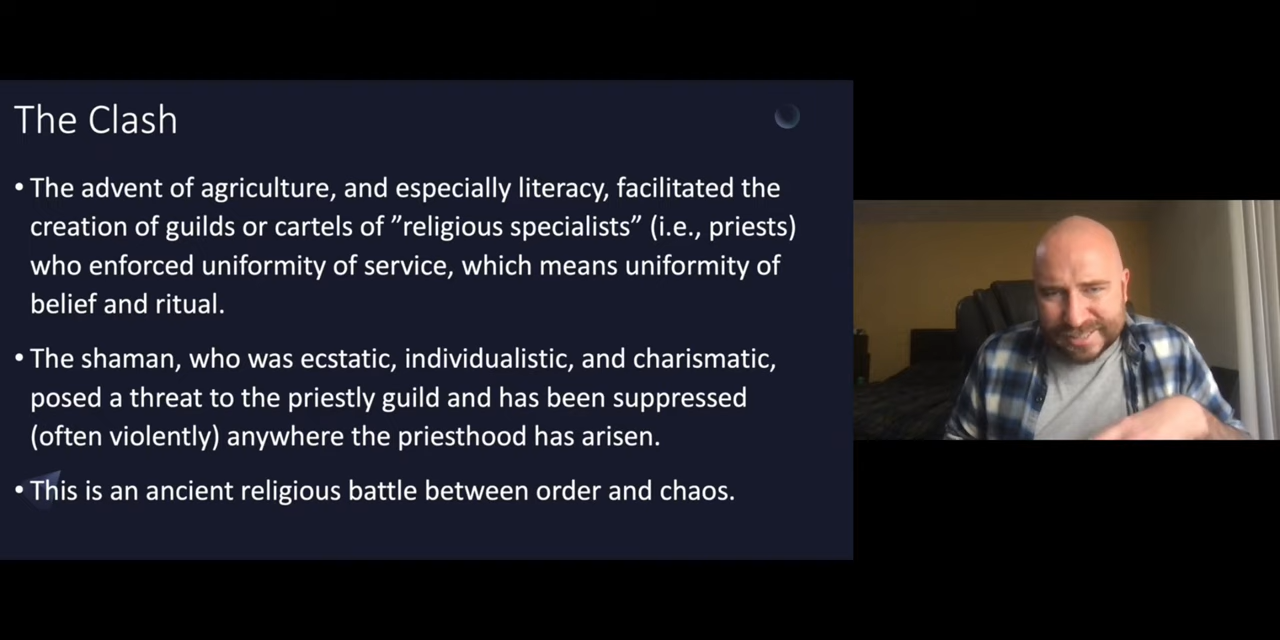 The Clash
• The advent of agriculture, and especially literacy, facilitated the
creation of guilds or cartels of ”religious specialists” (i.e., priests)
who enforced uniformity of service, which means uniformity of
belief and ritual.
• The shaman, who was ecstatic, individualistic, and charismatic,
posed a threat to the priestly guild and has been suppressed
(often violently) anywhere the priesthood has arisen.
• This is an ancient religious battle between order and chaos.